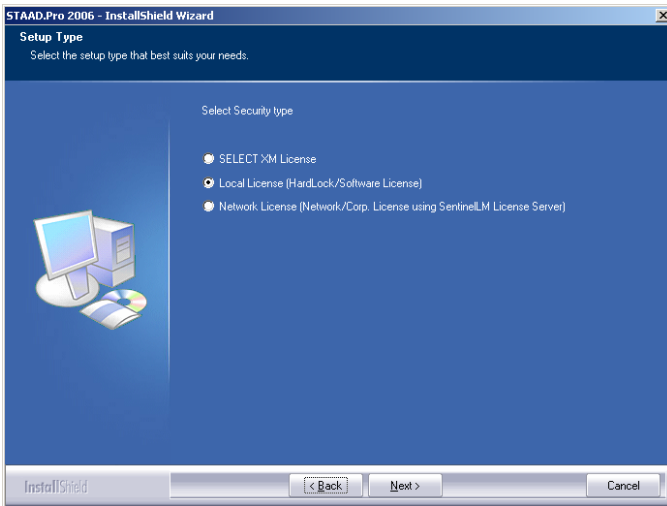 STAAD.Pro 2006 - InstallShield Wizard
Setup Type
Select the setup type that best suits your needs.
Select Security type
SELECT XM License
Local License (HardLock/Software License)
Network License (Network/Corp. License using SentinelLM License Server)
InstallShield
< Back
Next >
Cancel